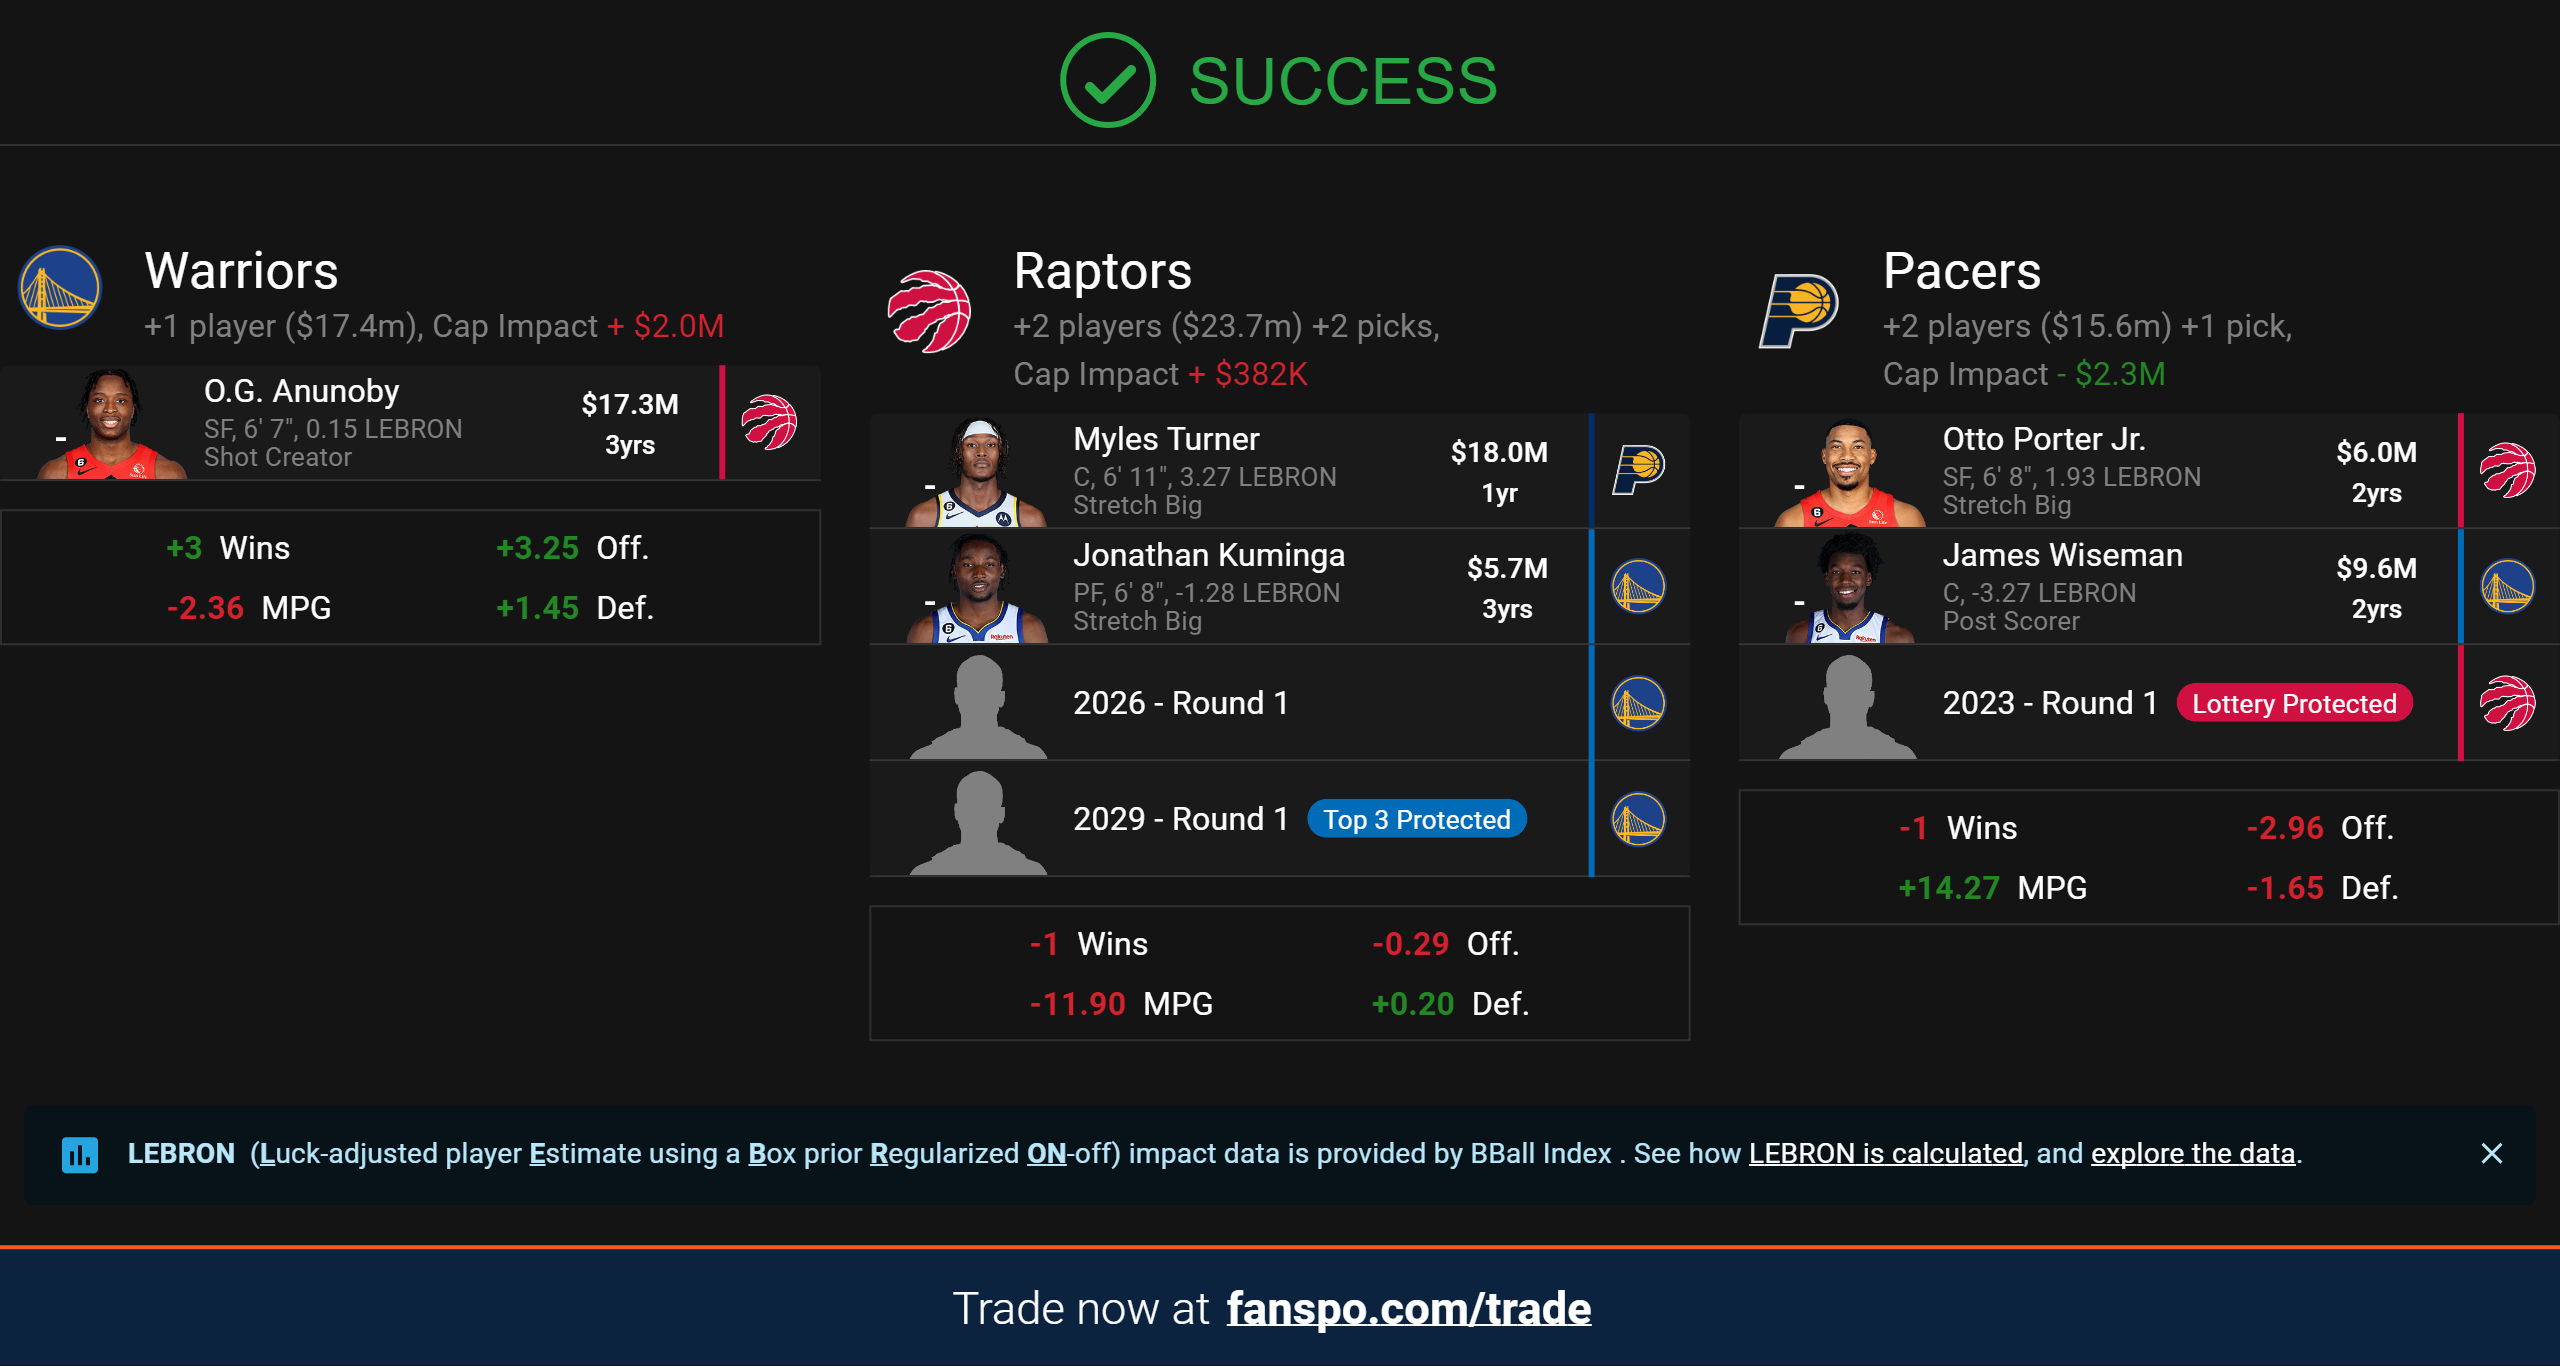 SUCCESS
Warriors
+1 player ($17.4m), Cap Impact + $2.0M
O.G. Anunoby
SF, 6' 7", 0.15 LEBRON
Shot Creator
$17.3M
3yrs
-
+3 Wins
+3.25 Off.
-2.36 MPG
+1.45 Def.
Raptors
+2 players ($23.7m) +2 picks,
Cap Impact + $382K
Myles Turner
C, 6' 11", 3.27 LEBRON
Stretch Big
$18.0M
1yr
-
Jonathan Kuminga
PF, 6' 8", -1.28 LEBRON
Stretch Big
$5.7M
3yrs
-
2026 - Round 1
2029 - Round 1 Top 3 Protected
-1 Wins
-0.29 Off.
-11.90 MPG
+0.20 Def.
Pacers
+2 players ($15.6m) +1 pick,
Cap Impact - $2.3M
Otto Porter Jr.
SF, 6' 8", 1.93 LEBRON
Stretch Big
$6.0M
2yrs
-
James Wiseman
C, -3.27 LEBRON
Post Scorer
$9.6M
2yrs
-
2023 - Round 1 Lottery Protected
-1 Wins
-2.96 Off.
+14.27 MPG
-1.65 Def.
LEBRON (Luck-adjusted player Estimate using a Box prior Regularized ON-off) impact data is provided by BBall Index . See how LEBRON is calculated, and explore the data.
Trade now at fanspo.com/trade